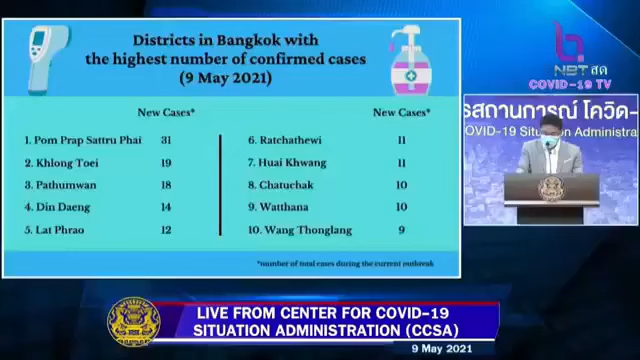 Districts in Bangkok with
the highest number of confirmed cases
(9 May 2021)
New Cases*
1. Pom Prap Sattru Phai 31
2. Khlong Toei 19
3. Pathumwan 18
4. Din Daeng 14
5. Lat Phrao 12
New Cases*
6. Ratchathewi 11
7. Huai Khwang 11
8. Chatuchak 10
9. Watthana 10
10. Wang Thonglang 9
*number of total cases during the current outbreak
NBT สด
COVID-19 TV
รสถานการณ์ โควิด-
OVID-19 Situation Administra
LIVE FROM CENTER FOR COVID-19
SITUATION ADMINISTRATION (CCSA)
9 May 2021